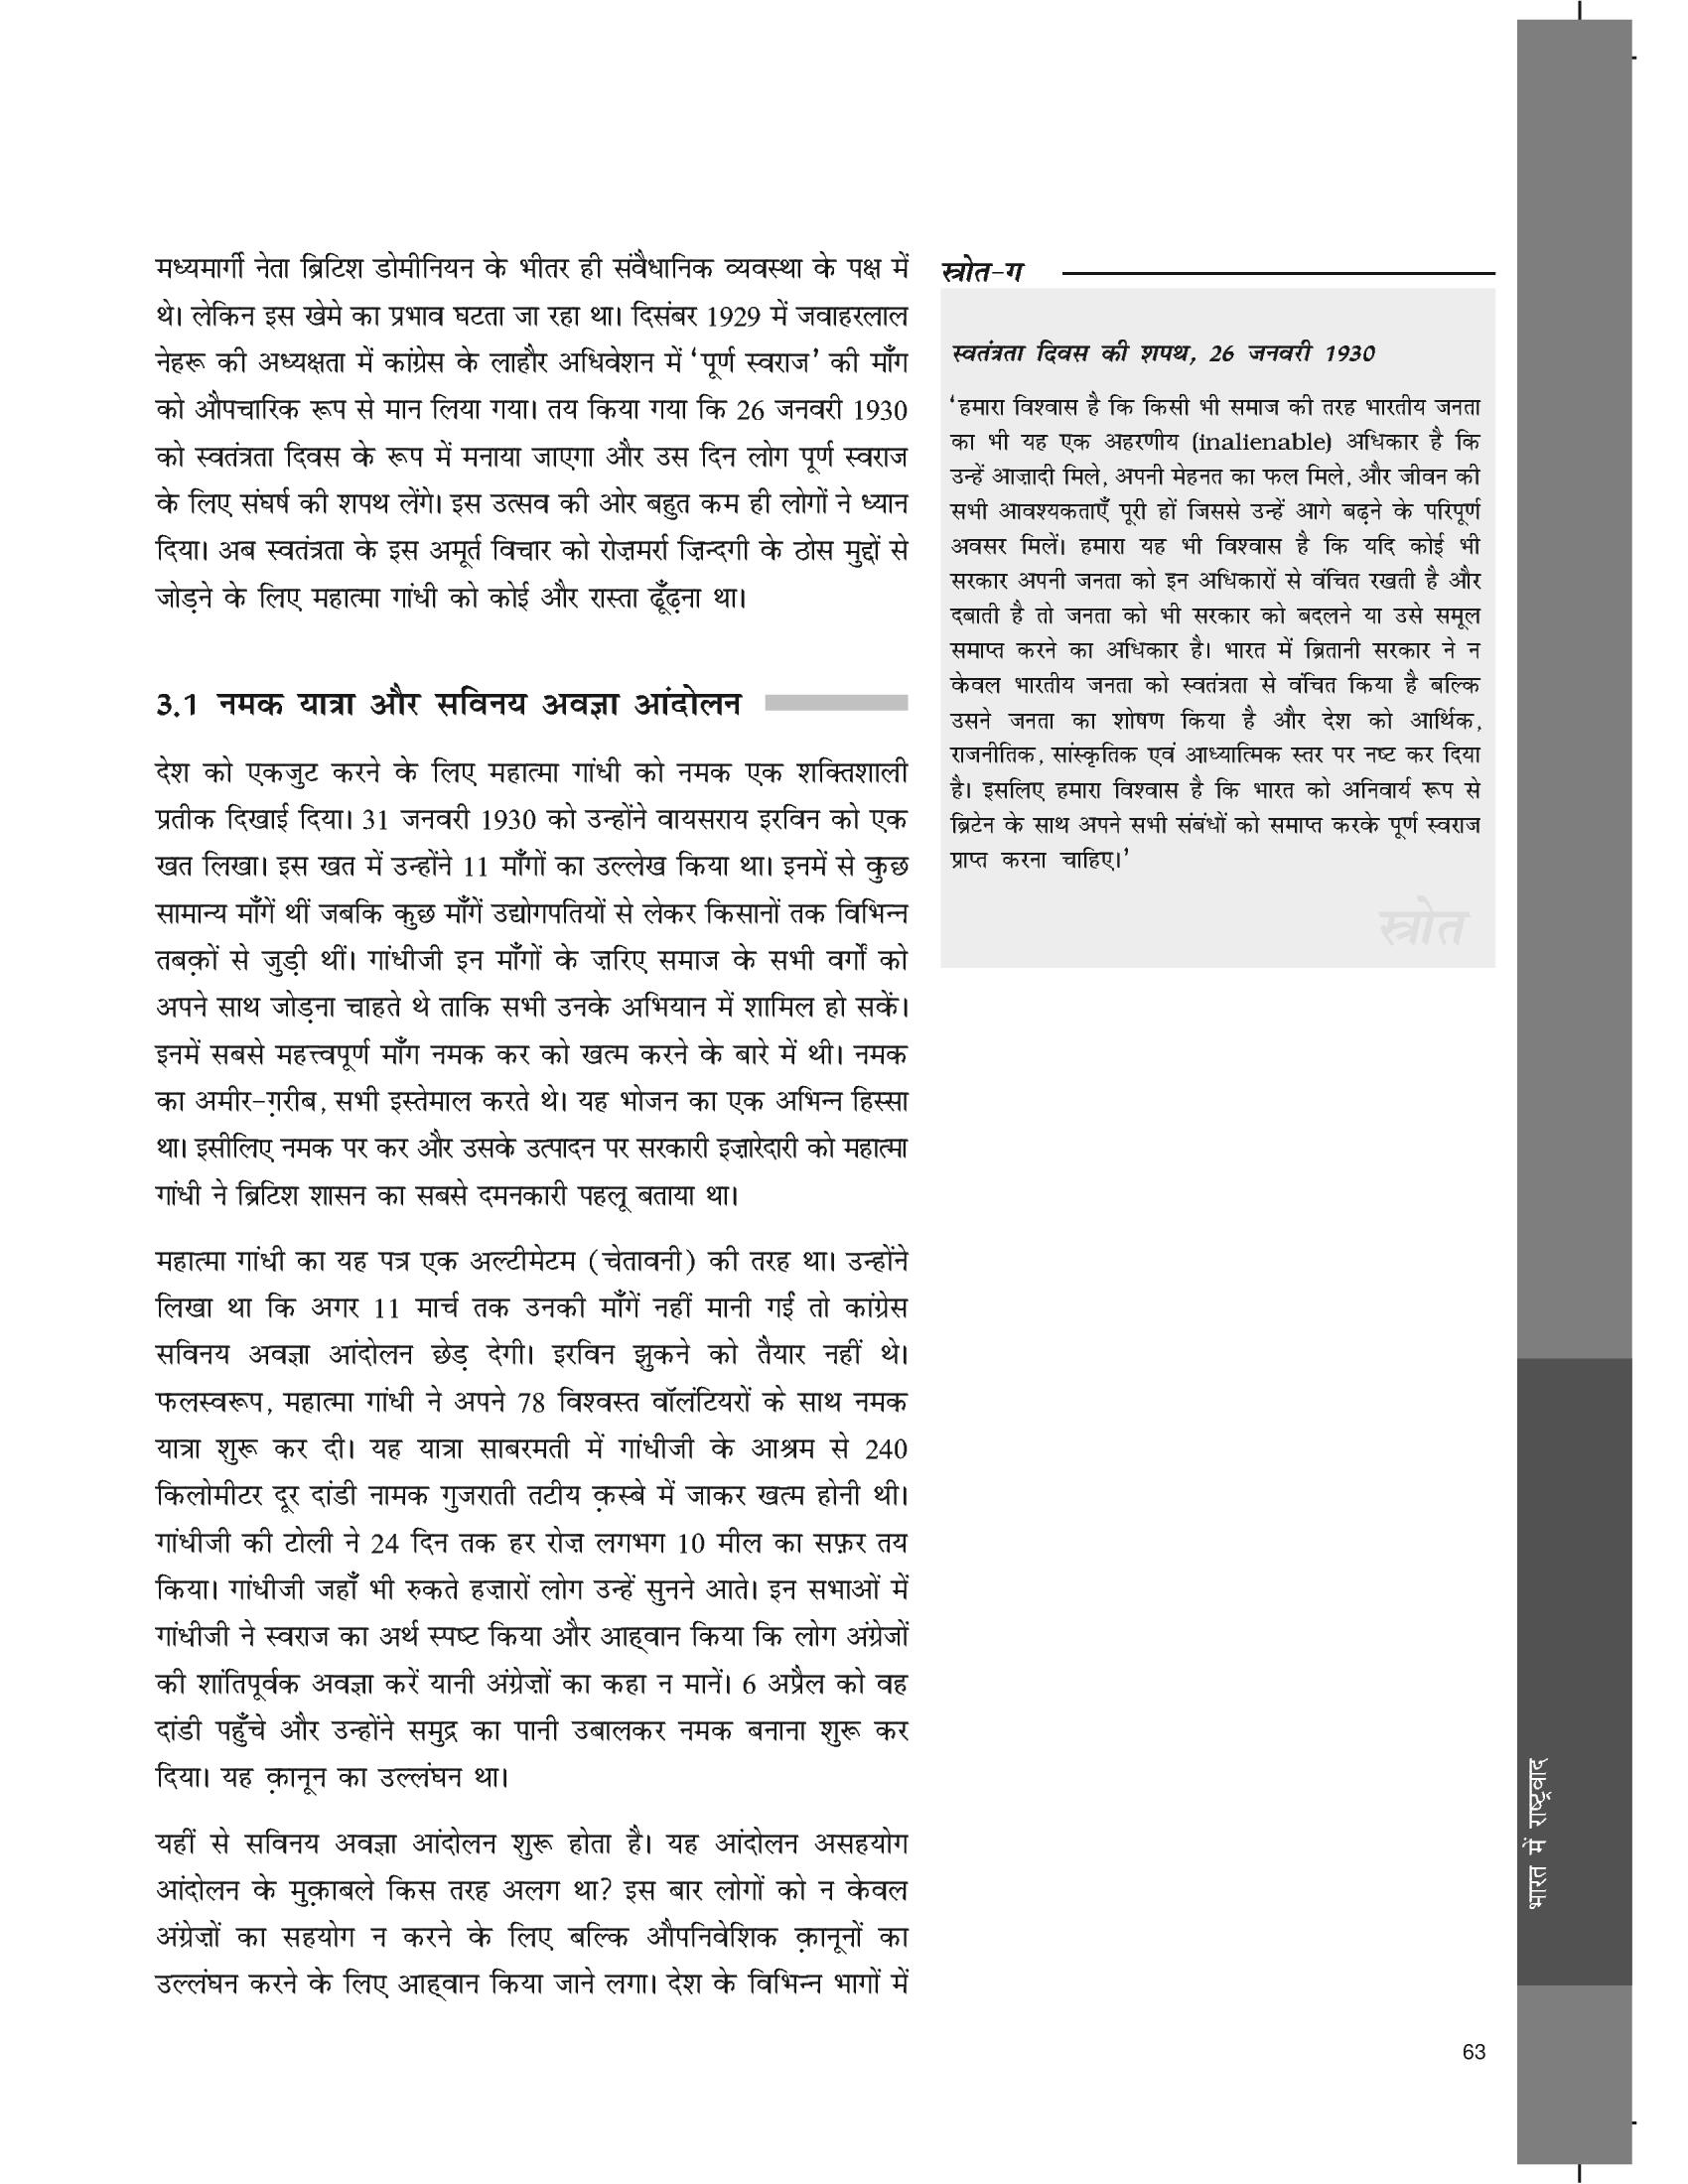 मध्यमार्गी नेता ब्रिटिश डोमीनियन के भीतर ही संवैधानिक व्यवस्था के पक्ष में
थे। लेकिन इस खेमे का प्रभाव घटता जा रहा था। दिसंबर 1929 में जवाहरलाल
नेहरू की अध्यक्षता में कांग्रेस के लाहौर अधिवेशन में ‘पूर्ण स्वराज’ की माँग
को औपचारिक रूप से मान लिया गया। तय किया गया कि 26 जनवरी 1930
को स्वतंत्रता दिवस के रूप में मनाया जाएगा और उस दिन लोग पूर्ण स्वराज
के लिए संघर्ष की शपथ लेंगे। इस उत्सव की ओर बहुत कम ही लोगों ने ध्यान
दिया। अब स्वतंत्रता के इस अमूर्त विचार को रोज़मर्रा ज़िन्दगी के ठोस मुद्दों से
जोड़ने के लिए महात्मा गांधी को कोई और रास्ता ढूँढ़ना था।
3.1 नमक यात्रा और सविनय अवज्ञा आंदोलन
देश को एकजुट करने के लिए महात्मा गांधी को नमक एक शक्तिशाली
प्रतीक दिखाई दिया। 31 जनवरी 1930 को उन्होंने वायसराय इरविन को एक
खत लिखा। इस खत में उन्होंने 11 माँगों का उल्लेख किया था। इनमें से कुछ
सामान्य माँगें थीं जबकि कुछ माँगें उद्योगपतियों से लेकर किसानों तक विभिन्न
तबक़ों से जुड़ी थीं। गांधीजी इन माँगों के ज़रिए समाज के सभी वर्गों को
अपने साथ जोड़ना चाहते थे ताकि सभी उनके अभियान में शामिल हो सकें।
इनमें सबसे महत्त्वपूर्ण माँग नमक कर को खत्म करने के बारे में थी। नमक
का अमीर-ग़रीब, सभी इस्तेमाल करते थे। यह भोजन का एक अभिन्न हिस्सा
था। इसीलिए नमक पर कर और उसके उत्पादन पर सरकारी इज़ारेदारी को महात्मा
गांधी ने ब्रिटिश शासन का सबसे दमनकारी पहलू बताया था।
महात्मा गांधी का यह पत्र एक अल्टीमेटम (चेतावनी) की तरह था। उन्होंने
लिखा था कि अगर 11 मार्च तक उनकी माँगें नहीं मानी गईं तो कांग्रेस
सविनय अवज्ञा आंदोलन छेड़ देगी। इरविन झुकने को तैयार नहीं थे।
फलस्वरूप, महात्मा गांधी ने अपने 78 विश्वस्त वॉलंटियरों के साथ नमक
यात्रा शुरू कर दी। यह यात्रा साबरमती में गांधीजी के आश्रम से 240
किलोमीटर दूर दांडी नामक गुजराती तटीय क़स्बे में जाकर खत्म होनी थी।
गांधीजी की टोली ने 24 दिन तक हर रोज़ लगभग 10 मील का सफ़र तय
किया। गांधीजी जहाँ भी रुकते हज़ारों लोग उन्हें सुनने आते। इन सभाओं में
गांधीजी ने स्वराज का अर्थ स्पष्ट किया और आह्वान किया कि लोग अंग्रेजों
की शांतिपूर्वक अवज्ञा करें यानी अंग्रेज़ों का कहा न मानें। 6 अप्रैल को वह
दांडी पहुँचे और उन्होंने समुद्र का पानी उबालकर नमक बनाना शुरू कर
दिया। यह क़ानून का उल्लंघन था।
यहीं से सविनय अवज्ञा आंदोलन शुरू होता है। यह आंदोलन असहयोग
आंदोलन के मुक़ाबले किस तरह अलग था? इस बार लोगों को न केवल
अंग्रेज़ों का सहयोग न करने के लिए बल्कि औपनिवेशिक क़ानूनों का
उल्लंघन करने के लिए आह्वान किया जाने लगा। देश के विभिन्न भागों में
स्त्रोत-ग
स्वतंत्रता दिवस की शपथ, 26 जनवरी 1930
‘हमारा विश्वास है कि किसी भी समाज की तरह भारतीय जनता
का भी यह एक अहरणीय (inalienable) अधिकार है कि
उन्हें आज़ादी मिले, अपनी मेहनत का फल मिले, और जीवन की
सभी आवश्यकताएँ पूरी हों जिससे उन्हें आगे बढ़ने के परिपूर्ण
अवसर मिलें। हमारा यह भी विश्वास है कि यदि कोई भी
सरकार अपनी जनता को इन अधिकारों से वंचित रखती है और
दबाती है तो जनता को भी सरकार को बदलने या उसे समूल
समाप्त करने का अधिकार है। भारत में ब्रितानी सरकार ने न
केवल भारतीय जनता को स्वतंत्रता से वंचित किया है बल्कि
उसने जनता का शोषण किया है और देश को आर्थिक,
राजनीतिक, सांस्कृतिक एवं आध्यात्मिक स्तर पर नष्ट कर दिया
है। इसलिए हमारा विश्वास है कि भारत को अनिवार्य रूप से
ब्रिटेन के साथ अपने सभी संबंधों को समाप्त करके पूर्ण स्वराज
प्राप्त करना चाहिए।’
स्त्रोत
भारत में राष्ट्रवाद
63